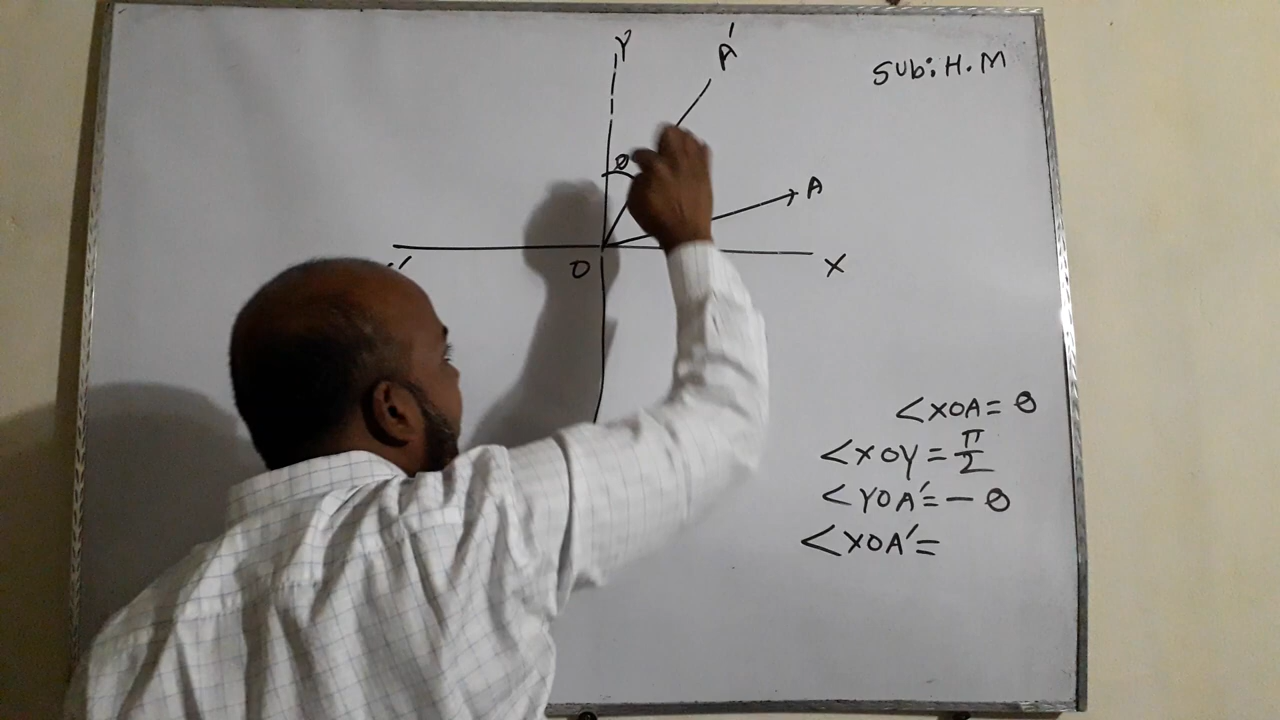 Y
A′
Sub: H.M
θ
A
O
X
<XOA = θ
<XOY = π/2
<YOA′ = - θ
<XOA′ =